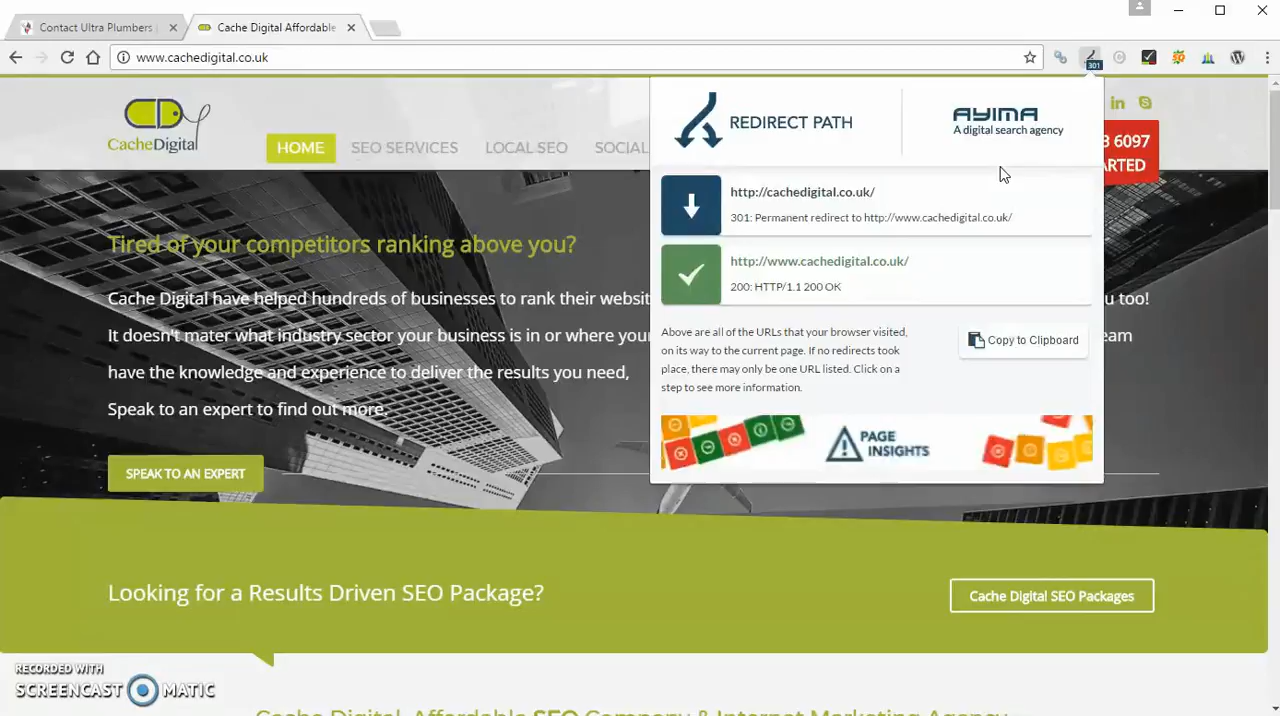 Contact Ultra Plumbers
Cache Digital Affordable
www.cachedigital.co.uk
301
CacheDigital
HOME
SEO SERVICES
LOCAL SEO
SOCIAL
REDIRECT PATH
AYIMA
A digital search agency
6097
ARTED
http://cachedigital.co.uk/
301: Permanent redirect to http://www.cachedigital.co.uk/
http://www.cachedigital.co.uk/
200: HTTP/1.1 200 OK
Above are all of the URLs that your browser visited,
on its way to the current page. If no redirects took
place, there may only be one URL listed. Click on a
step to see more information.
Copy to Clipboard
PAGE
INSIGHTS
Tired of your competitors ranking above you?
Cache Digital have helped hundreds of businesses to rank their websit
u too!
It doesn't mater what industry sector your business is in or where your
eam
have the knowledge and experience to deliver the results you need,
Speak to an expert to find out more.
SPEAK TO AN EXPERT
Looking for a Results Driven SEO Package?
Cache Digital SEO Packages
RECORDED WITH
SCREENCAST MATIC
Cache Digital, Affordable SEO Company & Internet Marketing Agency